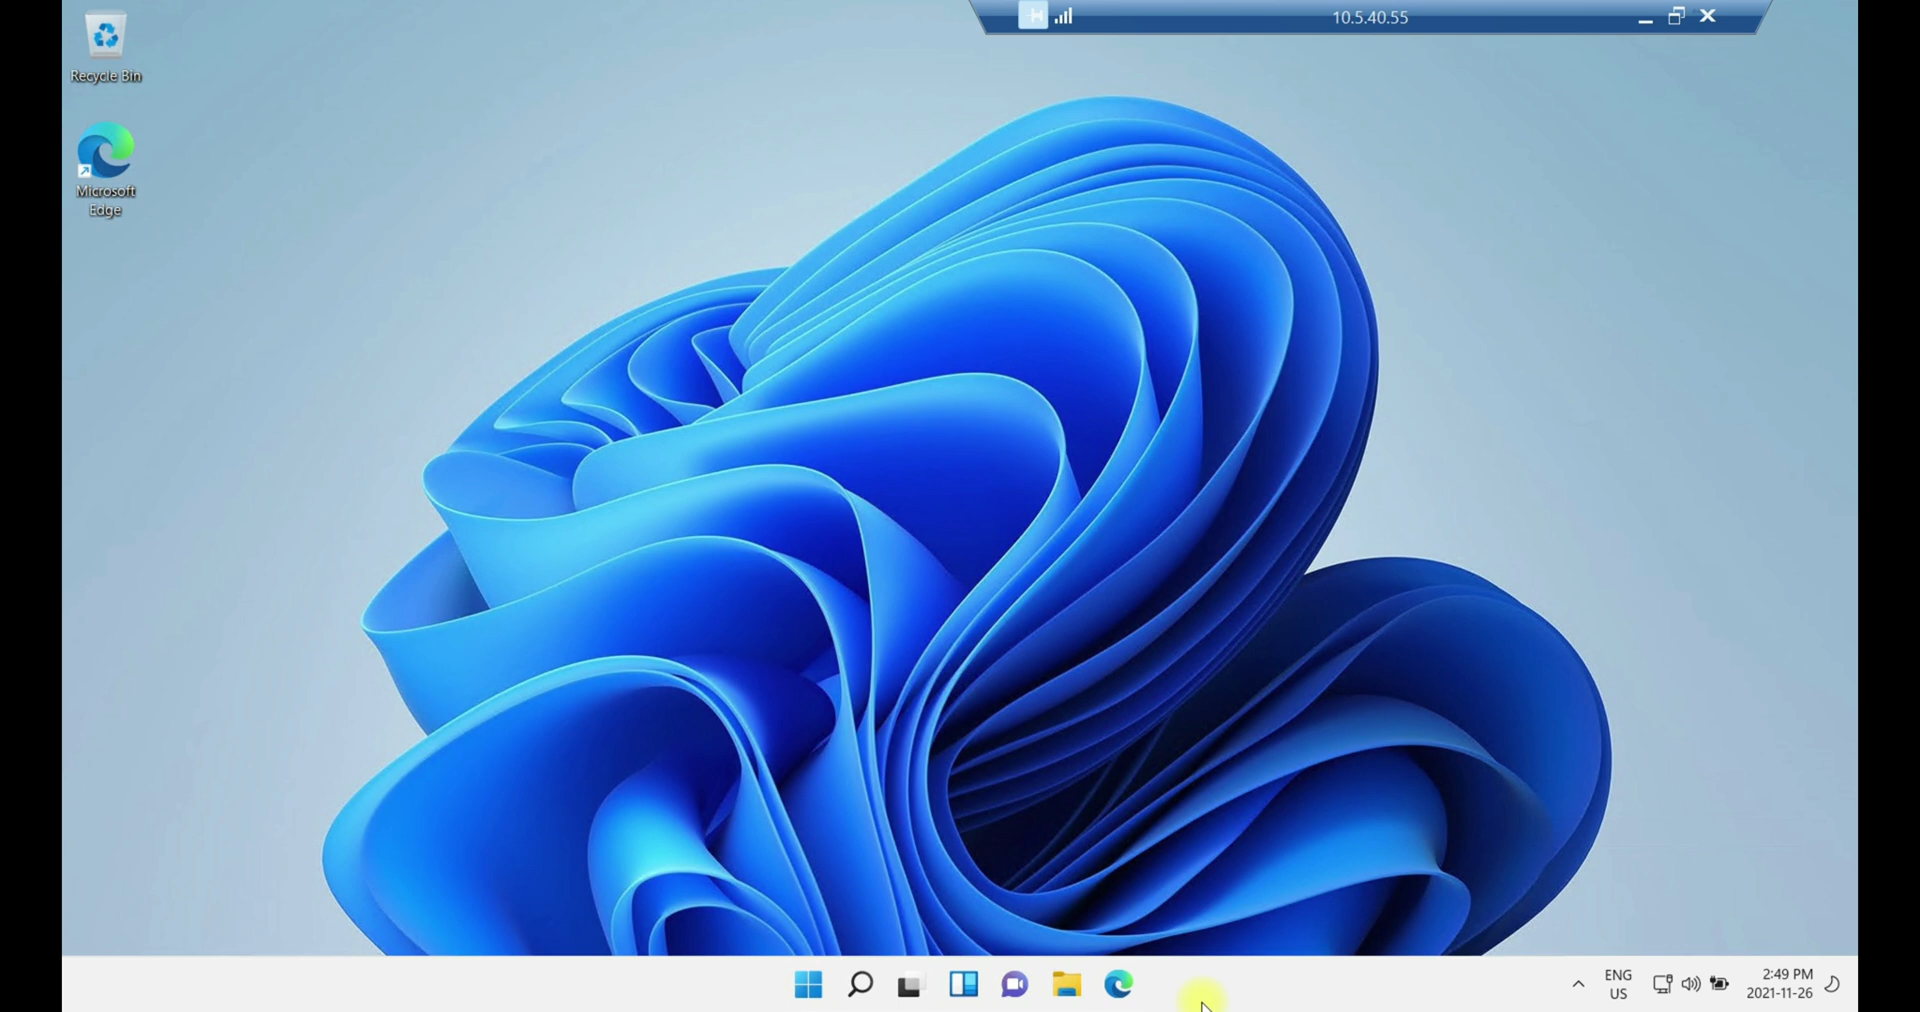 10.5.40.55
Recycle Bin
Microsoft
Edge
ENG
US
2:49 PM
2021-11-26